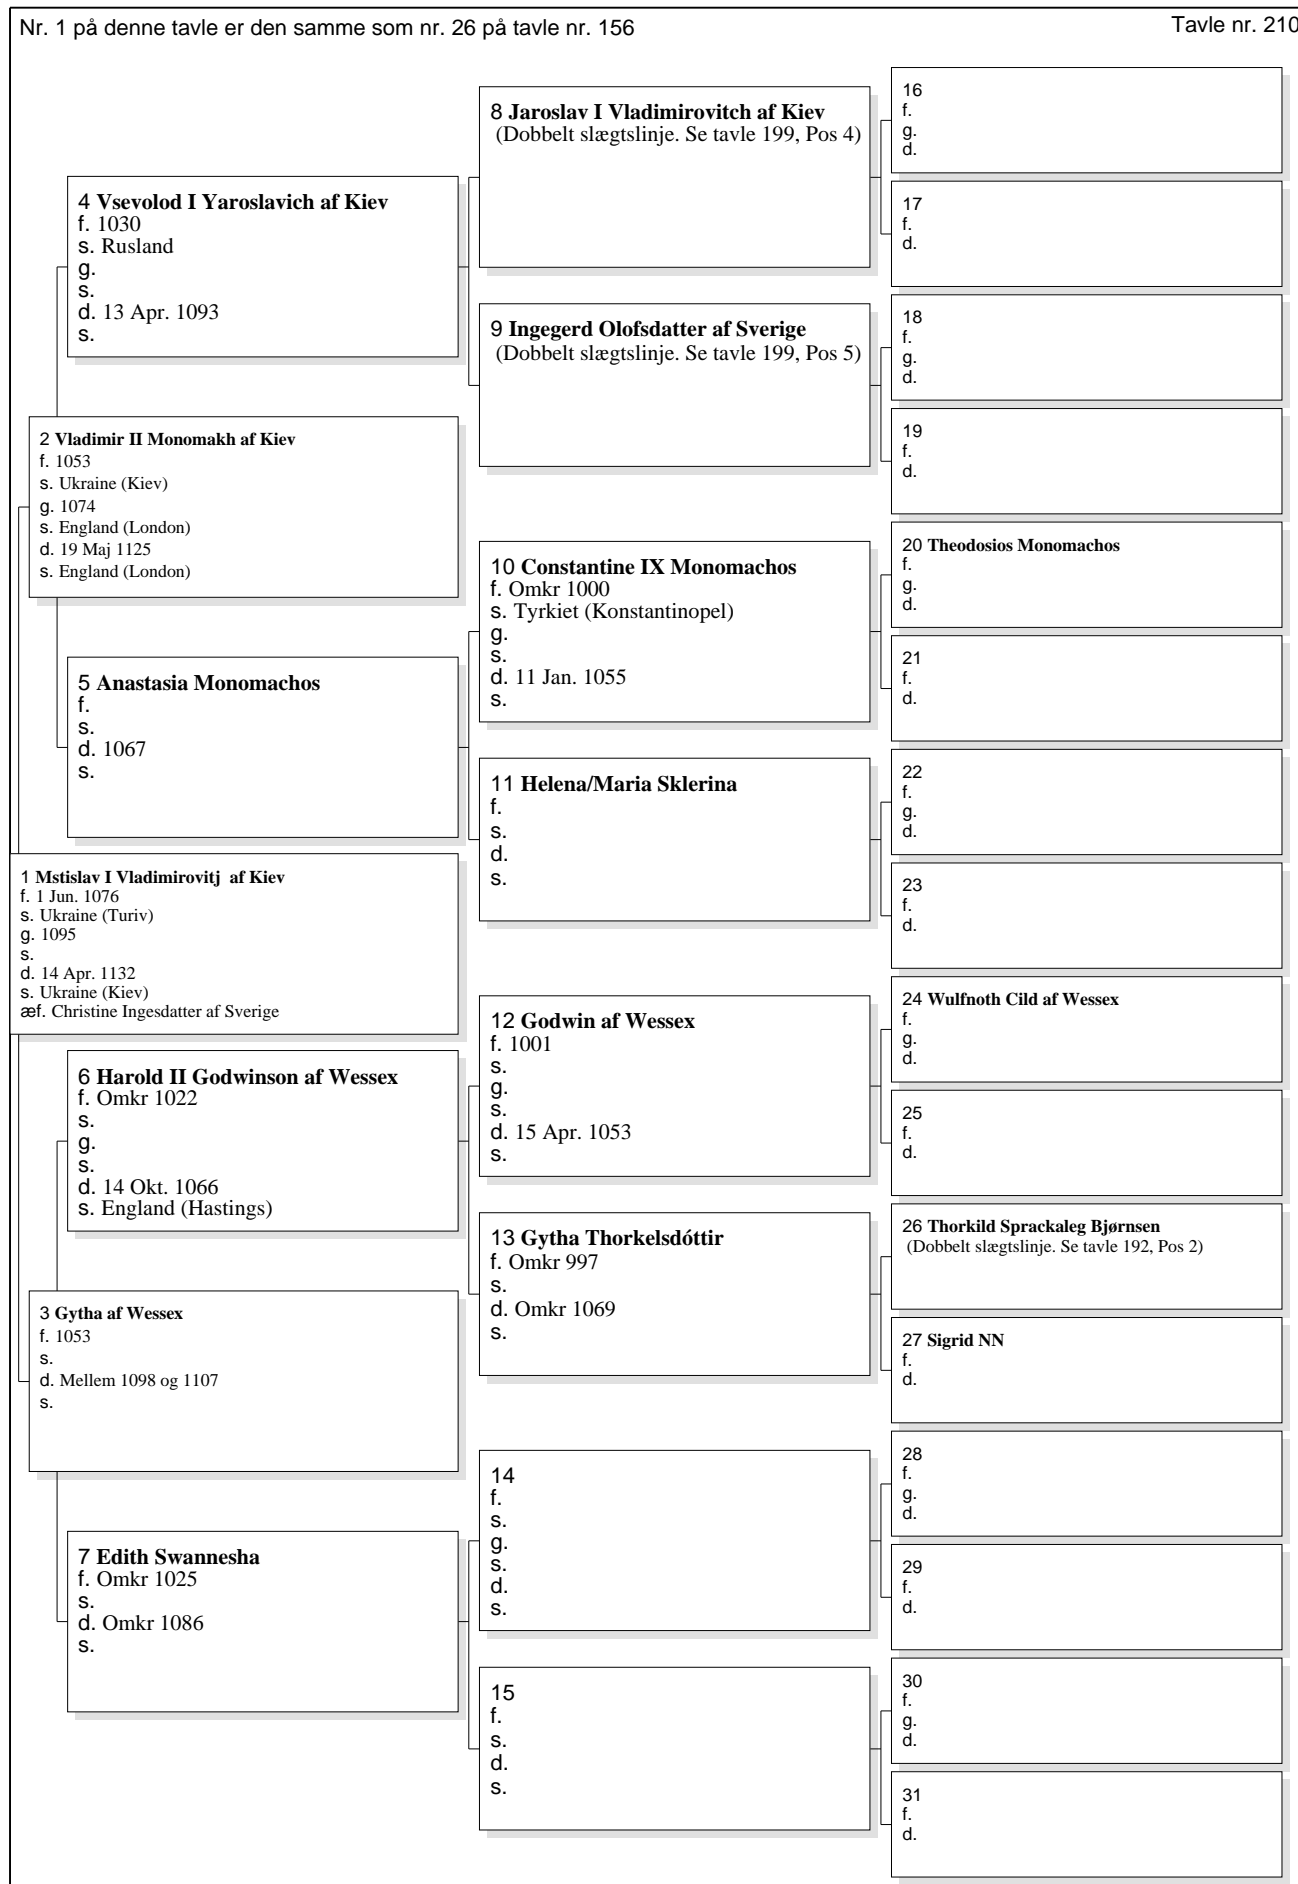 Nr. 1 på denne tavle er den samme som nr. 26 på tavle nr. 156
Tavle nr. 210
1 Mstislav I Vladimirovitj af Kiev
f. 1 Jun. 1076
s. Ukraine (Turiv)
g. 1095
s.
d. 14 Apr. 1132
s. Ukraine (Kiev)
æf. Christine Ingesdatter af Sverige
2 Vladimir II Monomakh af Kiev
f. 1053
s. Ukraine (Kiev)
g. 1074
s. England (London)
d. 19 Maj 1125
s. England (London)
3 Gytha af Wessex
f. 1053
s.
d. Mellem 1098 og 1107
s.
4 Vsevolod I Yaroslavich af Kiev
f. 1030
s. Rusland
g.
s.
d. 13 Apr. 1093
s.
5 Anastasia Monomachos
f.
s.
d. 1067
s.
6 Harold II Godwinson af Wessex
f. Omkr 1022
s.
g.
s.
d. 14 Okt. 1066
s. England (Hastings)
7 Edith Swannesha
f. Omkr 1025
s.
d. Omkr 1086
s.
8 Jaroslav I Vladimirovitch af Kiev
(Dobbelt slægtslinje. Se tavle 199, Pos 4)
9 Ingegerd Olofsdatter af Sverige
(Dobbelt slægtslinje. Se tavle 199, Pos 5)
10 Constantine IX Monomachos
f. Omkr 1000
s. Tyrkiet (Konstantinopel)
g.
s.
d. 11 Jan. 1055
s.
11 Helena/Maria Sklerina
f.
s.
d.
s.
12 Godwin af Wessex
f. 1001
s.
g.
s.
d. 15 Apr. 1053
s.
13 Gytha Thorkelsdóttir
f. Omkr 997
s.
d. Omkr 1069
s.
14
f.
s.
g.
s.
d.
s.
15
f.
s.
d.
s.
16
f.
g.
d.
17
f.
d.
18
f.
g.
d.
19
f.
d.
20 Theodosios Monomachos
f.
g.
d.
21
f.
d.
22
f.
g.
d.
23
f.
d.
24 Wulfnoth Cild af Wessex
f.
g.
d.
25
f.
d.
26 Thorkild Sprackaleg Bjørnsen
(Dobbelt slægtslinje. Se tavle 192, Pos 2)
27 Sigrid NN
f.
d.
28
f.
g.
d.
29
f.
d.
30
f.
g.
d.
31
f.
d.